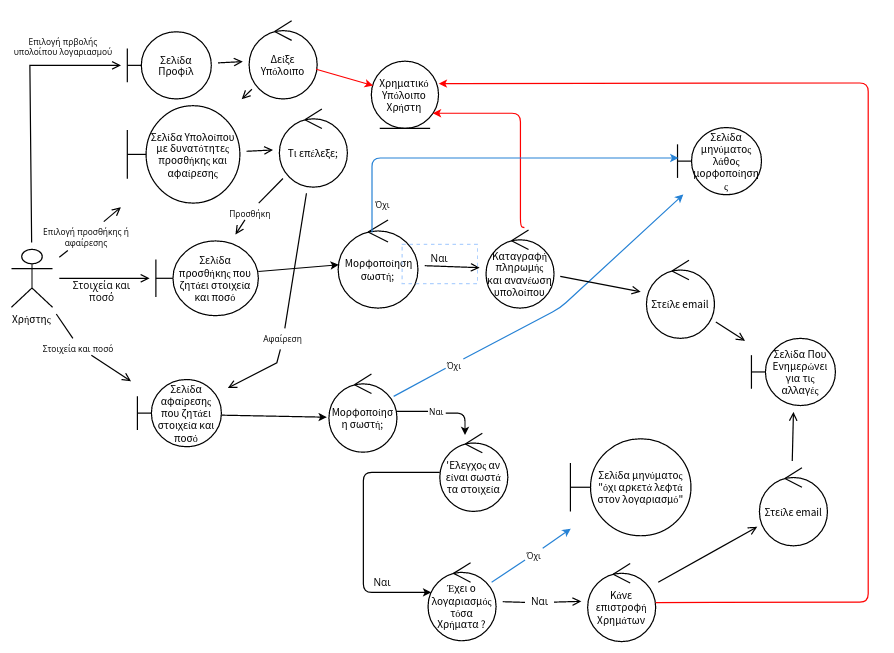 Επιλογή πρβολής
υπολοίπου λογαριασμού
Σελίδα
Προφίλ
Δείξε
Υπόλοιπο
Χρηματικό
Υπόλοιπο
Χρήστη
Σελίδα Υπολοίπου
με δυνατότητες
προσθήκης και
αφαίρεσης
Τι επέλεξε;
Σελίδα
μηνύματος
λάθος
μορφοποίηση
ς
Όχι
Προσθήκη
Επιλογή προσθήκης ή
αφαίρεσης
Σελίδα
προσθήκης που
ζητάει στοιχεία
και ποσό
Μορφοποίηση
σωστή;
Ναι
Καταγραφή
πληρωμής
και ανανέωση
υπολοίπου
Στοιχεία και
ποσό
Χρήστης
Στείλε email
Στοιχεία και ποσό
Αφαίρεση
Όχι
Σελίδα Που
Ενημερώνει
για τις
αλλαγές
Σελίδα
αφαίρεσης
που ζητάει
στοιχεία και
ποσό
Μορφοποίησ
η σωστή;
Ναι
'Ελεγχος αν
είναι σωστά
τα στοιχεία
Σελίδα μηνύματος
"όχι αρκετά λεφτά
στον λογαριασμό"
Στείλε email
Όχι
Ναι
Έχει ο
λογαριασμός
τόσα
Χρήματα ?
Ναι
Κάνε
επιστροφή
Χρημάτων